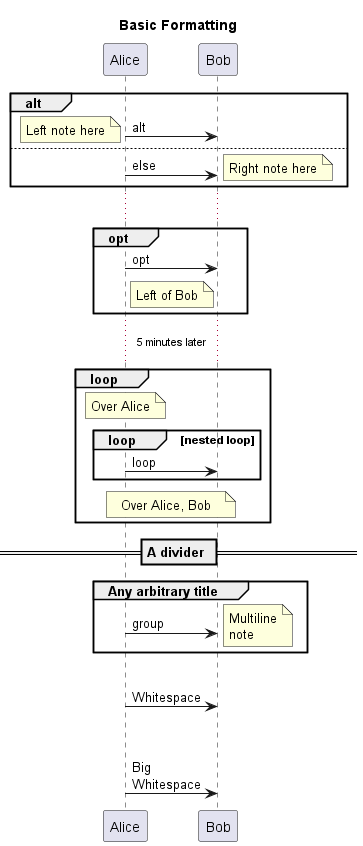 Basic Formatting
Alice Bob
alt
Left note here alt
else Right note here
opt
opt
Left of Bob
5 minutes later
loop
Over Alice
loop [nested loop]
loop
Over Alice, Bob
A divider
Any arbitrary title
group Multiline
note
Whitespace
Big
Whitespace
Alice Bob